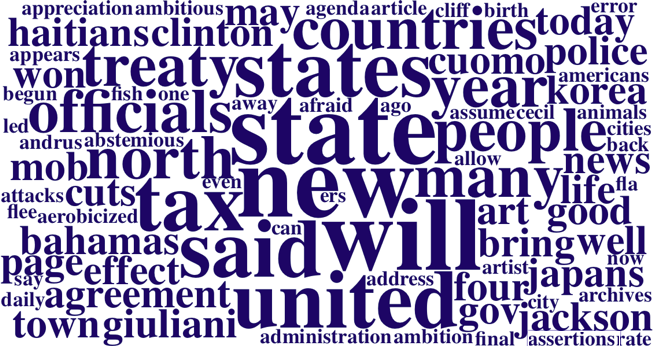 appreciation ambitious may agenda article cliff birth today error
haitians clinton countries
appears won treaty states cuomo police
begun fish one year korea americans
officials away afraid ago assume cecil animals
led andrus abstemious state people cities
mob north allow news back
attacks cuts even new many life fla
flee aerobicized tax ers art good
bahamas said can will bring well
page effect address artist now
say japans
daily agreement united four city archives
town giuliani gov jackson
administration ambition final assertions rate